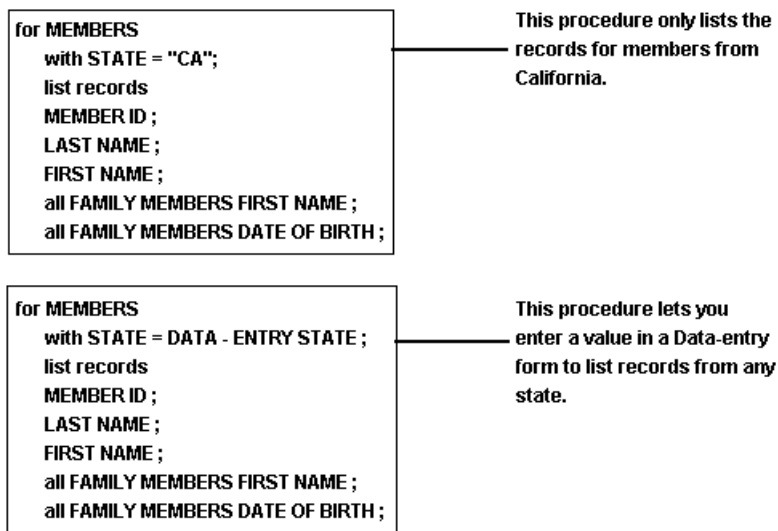 for MEMBERS
with STATE = "CA";
list records
MEMBER ID ;
LAST NAME ;
FIRST NAME ;
all FAMILY MEMBERS FIRST NAME ;
all FAMILY MEMBERS DATE OF BIRTH ;
This procedure only lists the
records for members from
California.
for MEMBERS
with STATE = DATA - ENTRY STATE ;
list records
MEMBER ID ;
LAST NAME ;
FIRST NAME ;
all FAMILY MEMBERS FIRST NAME ;
all FAMILY MEMBERS DATE OF BIRTH ;
This procedure lets you
enter a value in a Data-entry
form to list records from any
state.